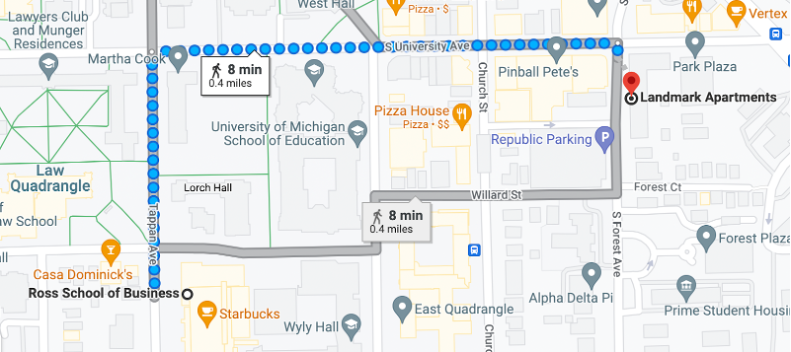 West Hall
Pizza • $
Vertex
Lawyers Club
and Munger
Residences
Martha Cook
S University Ave
8 min
0.4 miles
Pinball Pete's
Park Plaza
Church St
Landmark Apartments
Pizza House
Pizza • $$
University of Michigan
School of Education
Republic Parking
Law
Quadrangle
Lorch Hall
Willard St
Forest Ct
of
aw School
8 min
0.4 miles
Tappan Ave
S Forest Ave
all
Forest Plaza
Casa Dominick's
Ross School of Business
Starbucks
Wyly Hall
East Quadrangle
Alpha Delta Pi
Prime Student Housin
Churc